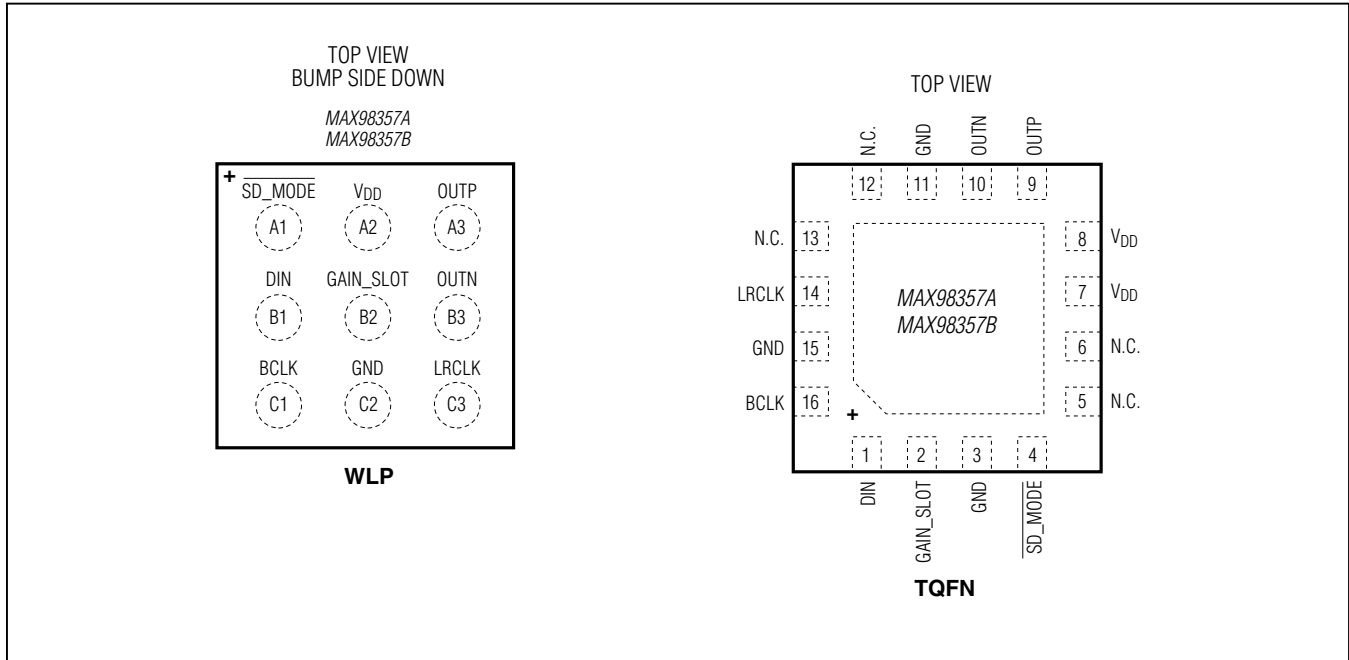 TOP VIEW
BUMP SIDE DOWN
MAX98357A
MAX98357B
+
SD_MODE VDD OUTP
A1 A2 A3
DIN GAIN_SLOT OUTN
B1 B2 B3
BCLK GND LRCLK
C1 C2 C3
WLP
TOP VIEW
N.C. GND OUTN OUTP
12 11 10 9
N.C. 13 8 VDD
LRCLK 14 7 VDD
MAX98357A
MAX98357B
GND 15 6 N.C.
BCLK 16 5 N.C.
+
1 2 3 4
DIN GAIN_SLOT GND SD_MODE
TQFN